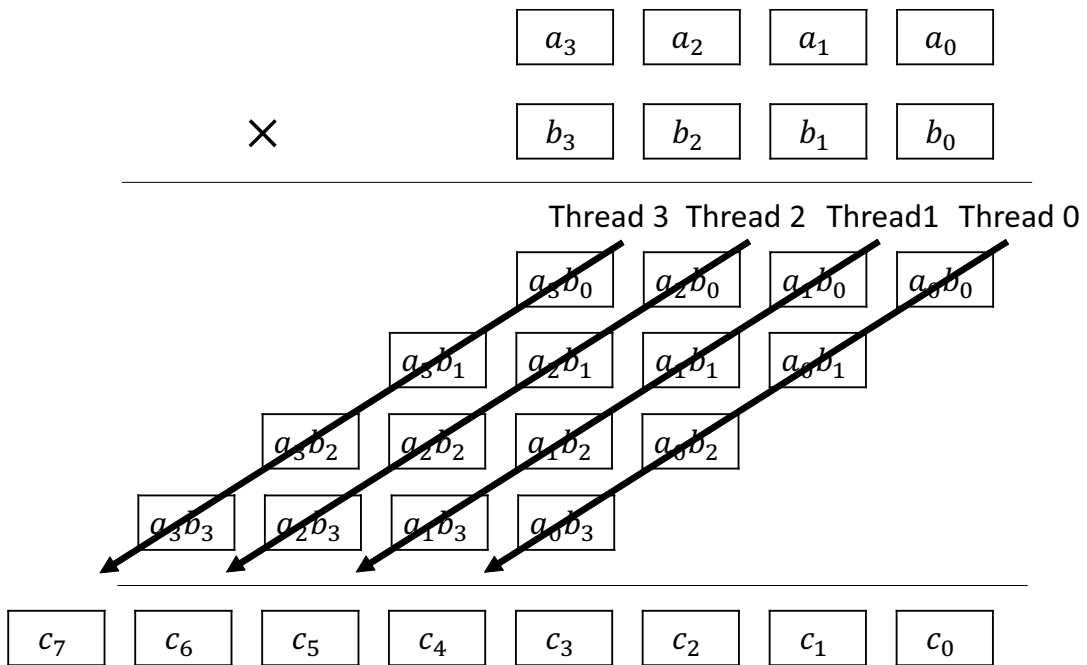 a₃ a₂ a₁ a₀
× b₃ b₂ b₁ b₀
Thread 3 Thread 2 Thread1 Thread 0
a₃b₀ a₂b₀ a₁b₀ a₀b₀
a₃b₁ a₂b₁ a₁b₁ a₀b₁
a₃b₂ a₂b₂ a₁b₂ a₀b₂
a₃b₃ a₂b₃ a₁b₃ a₀b₃
c₇ c₆ c₅ c₄ c₃ c₂ c₁ c₀